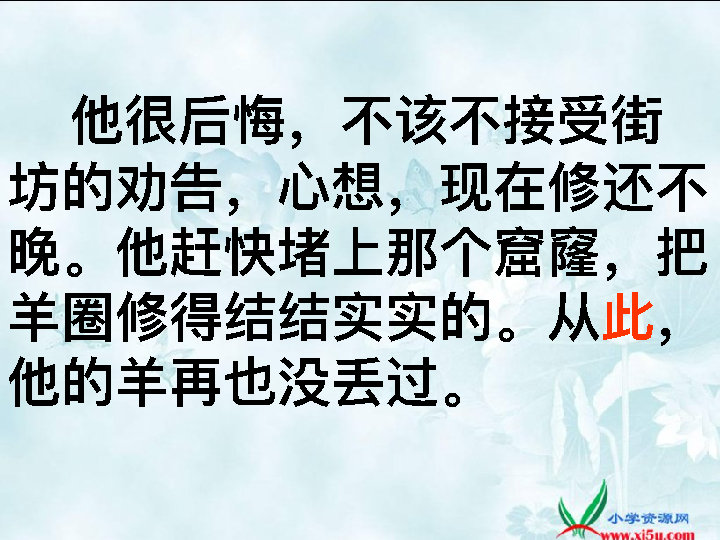 他很后悔，不该不接受街
坊的劝告，心想，现在修还不
晚。他赶快堵上那个窟窿，把
羊圈修得结结实实的。从此，
他的羊再也没丢过。
小学资源网
www.xi5u.com